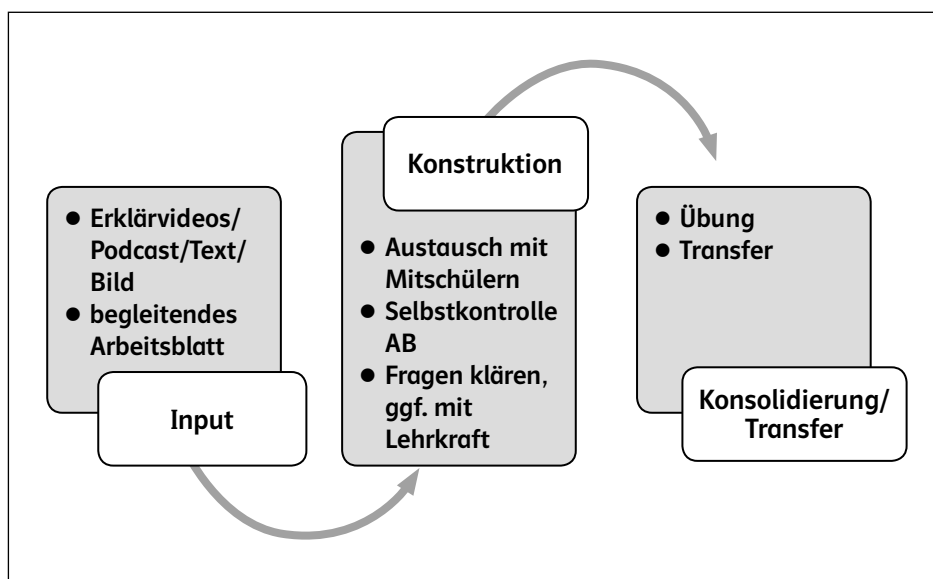 ● Erklärvideos/
Podcast/Text/
Bild
● begleitendes
Arbeitsblatt
Input
Konstruktion
● Austausch mit
Mitschülern
● Selbstkontrolle
AB
● Fragen klären,
ggf. mit
Lehrkraft
● Übung
● Transfer
Konsolidierung/
Transfer